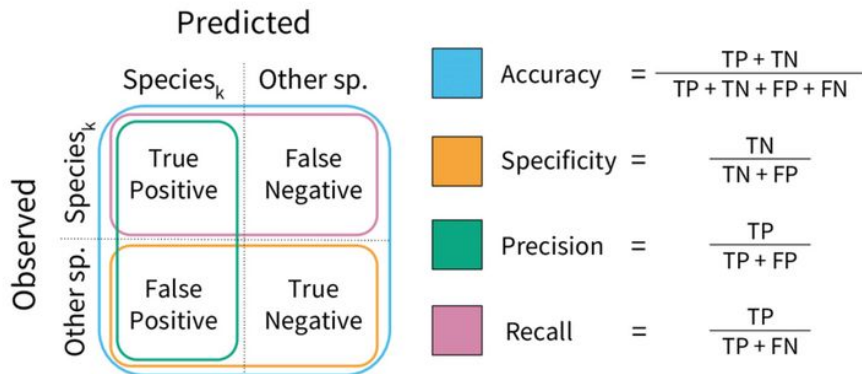 Predicted
Species_k Other sp.
Observed
Species_k
Other sp.
True
Positive
False
Negative
False
Positive
True
Negative
Accuracy = TP + TN
TP + TN + FP + FN
Specificity = TN
TN + FP
Precision = TP
TP + FP
Recall = TP
TP + FN